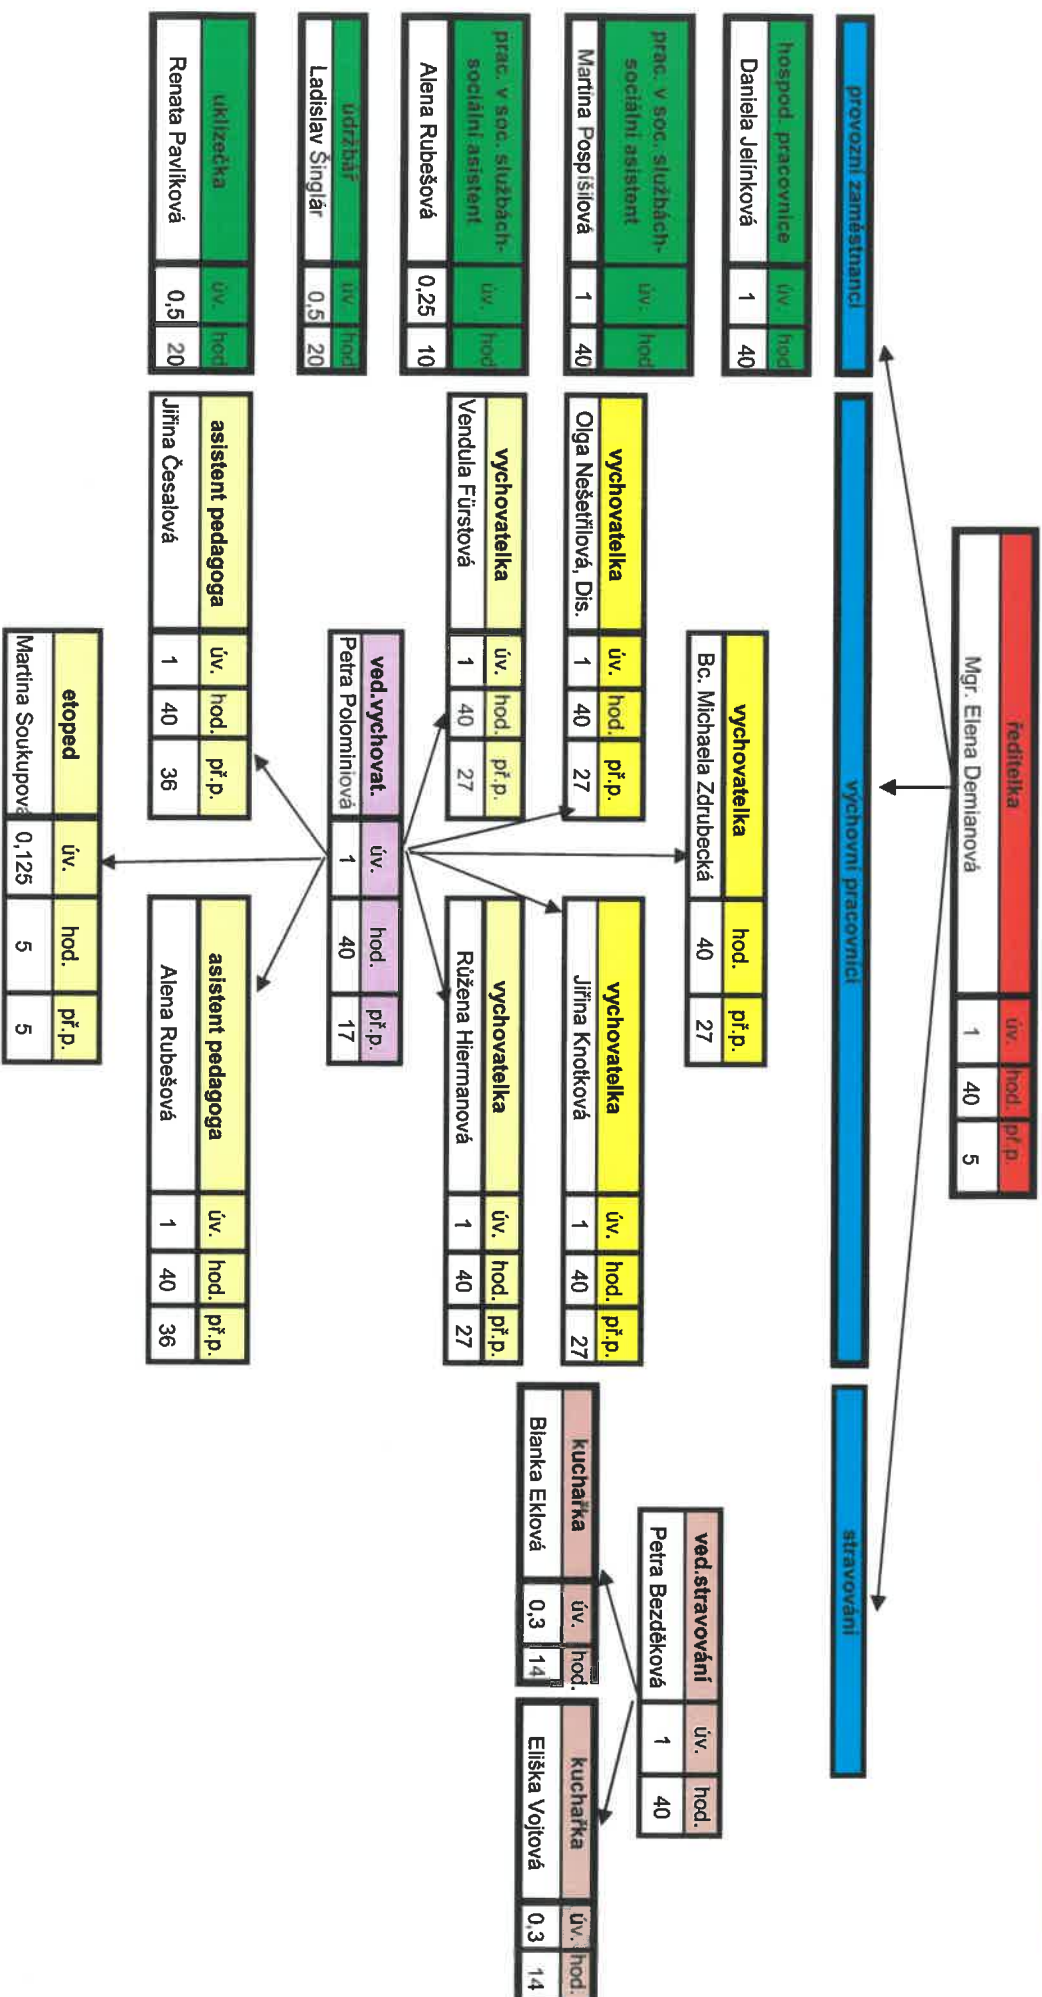 ředitelka úv. hod. př.p.
Mgr. Elena Demianová 1 40 5
provozní zaměstnanci
výchovní pracovníci
stravování
hospod. pracovnice úv. hod
Daniela Jelínková 1 40
prac. v soc. službách-
sociální asistent úv. hod
Martina Pospíšilová 1 40
prac. v soc. službách-
sociální asistent úv. hod
Alena Rubešová 0,25 10
údržbář úv. hod
Ladislav Šinglár 0,5 20
uklízečka úv. hod
Renata Pavlíková 0,5 20
vychovatelka hod. př.p.
Bc. Michaela Zdrubecká 40 27
vychovatelka úv. hod. př.p.
Olga Nešetřilová, Dis. 1 40 27
vychovatelka úv. hod. př.p.
Jiřina Knotková 1 40 27
vychovatelka úv. hod. př.p.
Vendula Fürstová 1 40 27
vychovatelka úv. hod. př.p.
Růžena Hiermanová 1 40 27
ved.vychovat. úv. hod. př.p.
Petra Polominiová 1 40 17
asistent pedagoga úv. hod. př.p.
Jiřina Česalová 1 40 36
asistent pedagoga úv. hod. př.p.
Alena Rubešová 1 40 36
etoped úv. hod. př.p.
Martina Soukupová 0,125 5 5
ved.stravování úv. hod.
Petra Bezděková 1 40
kuchařka úv. hod.
Blanka Eklová 0,3 14
kuchařka úv. hod.
Eliška Vojtová 0,3 14